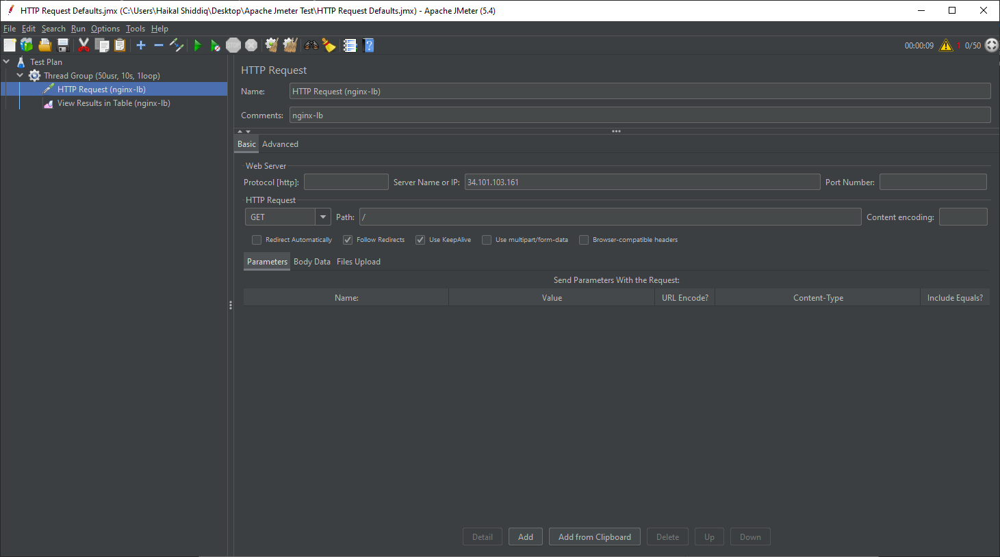 HTTP Request Defaults.jmx (C:\Users\Haikal Shiddiq\Desktop\Apache Jmeter Test\HTTP Request Defaults.jmx) - Apache JMeter (5.4)
File Edit Search Run Options Tools Help
STOP 00:00:09 1 0/50
Test Plan
Thread Group (50usr, 10s, 1loop)
HTTP Request (nginx-lb)
View Results in Table (nginx-lb)
HTTP Request
Name: HTTP Request (nginx-lb)
Comments: nginx-lb
Basic Advanced
Web Server
Protocol [http]: Server Name or IP: 34.101.103.161 Port Number:
HTTP Request
GET Path: / Content encoding:
Redirect Automatically Follow Redirects Use KeepAlive Use multipart/form-data Browser-compatible headers
Parameters Body Data Files Upload
Send Parameters With the Request:
Name: Value URL Encode? Content-Type Include Equals?
Detail Add Add from Clipboard Delete Up Down